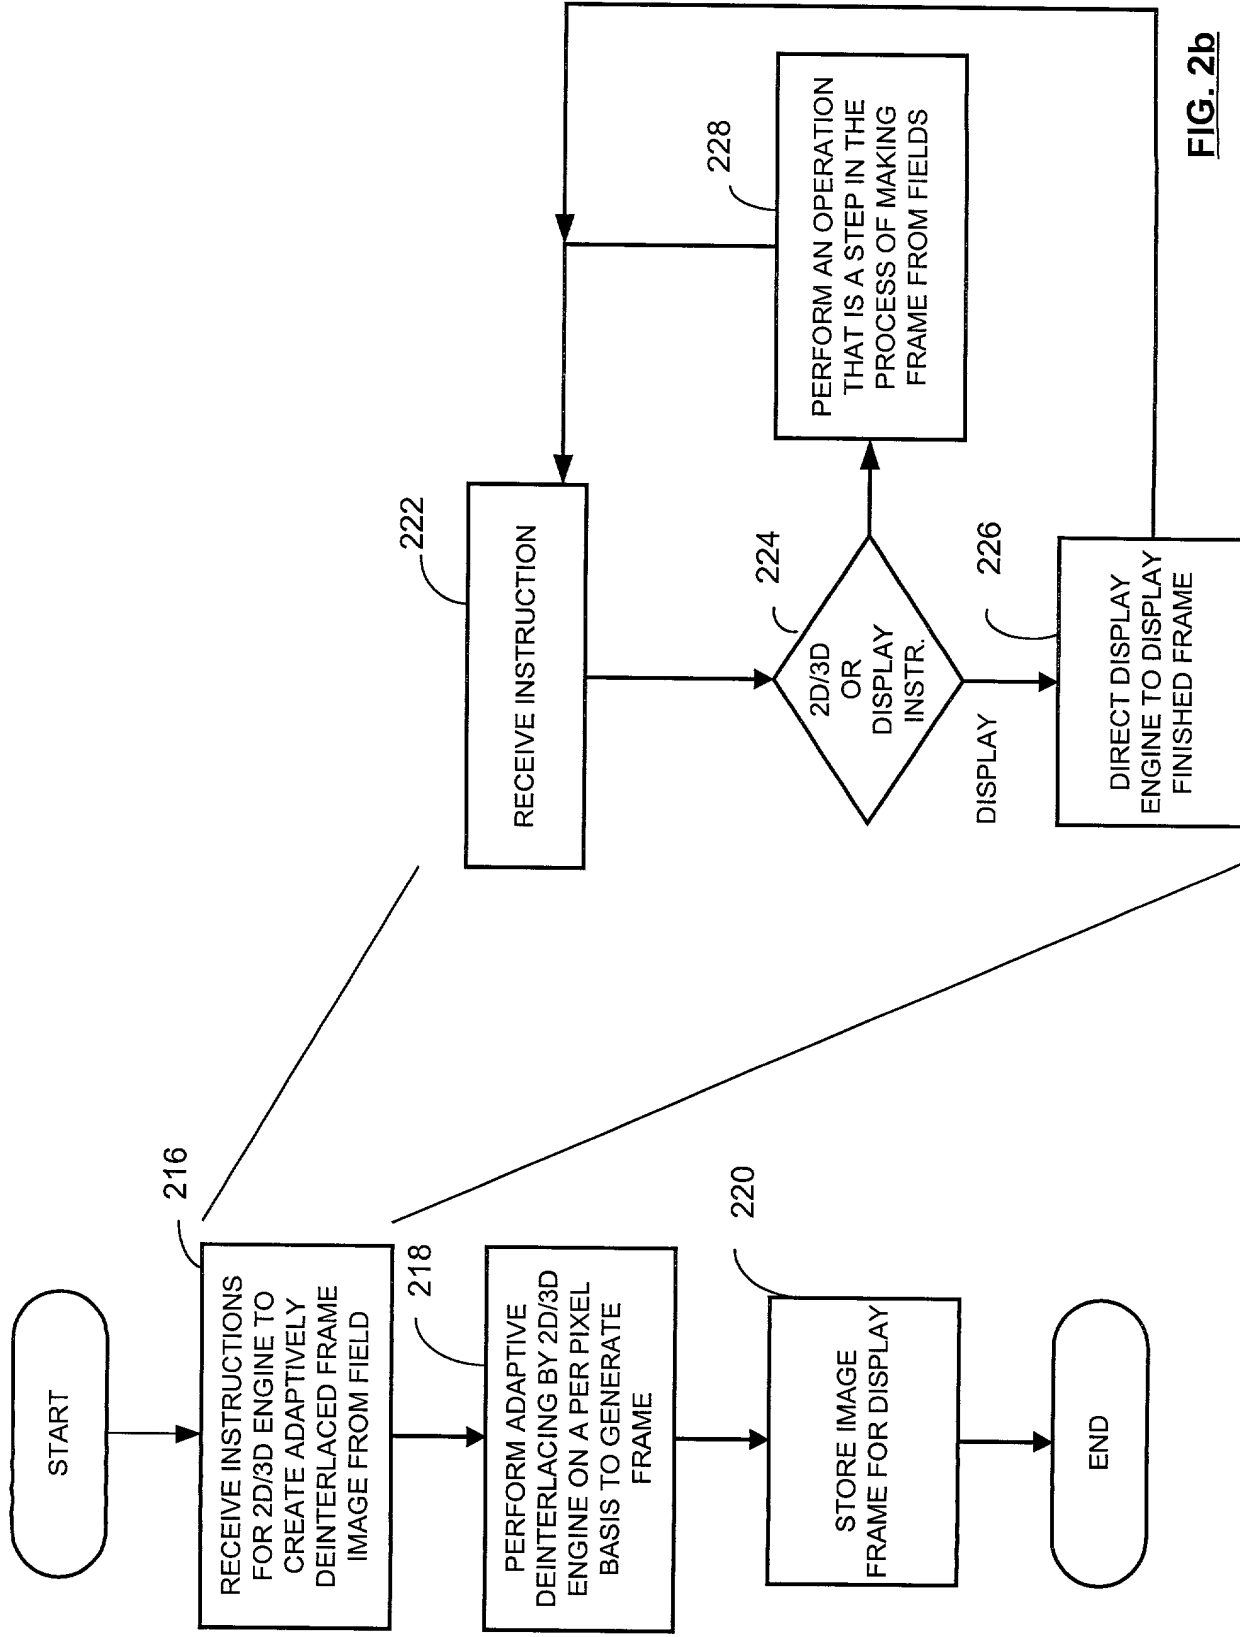 START
216
RECEIVE INSTRUCTIONS
FOR 2D/3D ENGINE TO
CREATE ADAPTIVELY
DEINTERLACED FRAME
IMAGE FROM FIELD
218
PERFORM ADAPTIVE
DEINTLACING BY 2D/3D
ENGINE ON A PER PIXEL
BASIS TO GENERATE
FRAME
220
STORE IMAGE
FRAME FOR DISPLAY
END
222
RECEIVE INSTRUCTION
224
2D/3D
OR
DISPLAY
INSTR.
DISPLAY
226
DIRECT DISPLAY
ENGINE TO DISPLAY
FINISHED FRAME
228
PERFORM AN OPERATION
THAT IS A STEP IN THE
PROCESS OF MAKING
FRAME FROM FIELDS
FIG. 2b